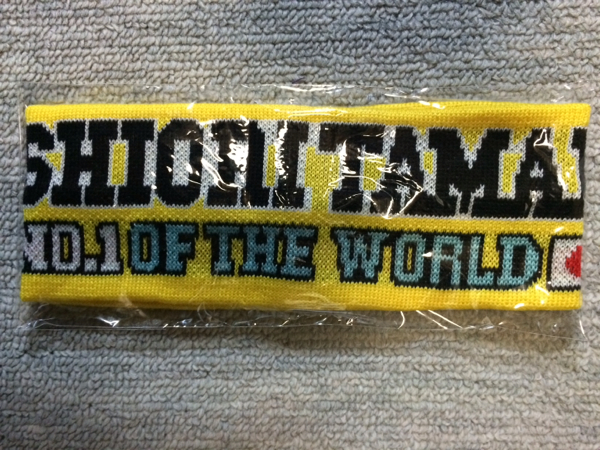 SHIORI TAMAI
NO.1 OF THE WORLD